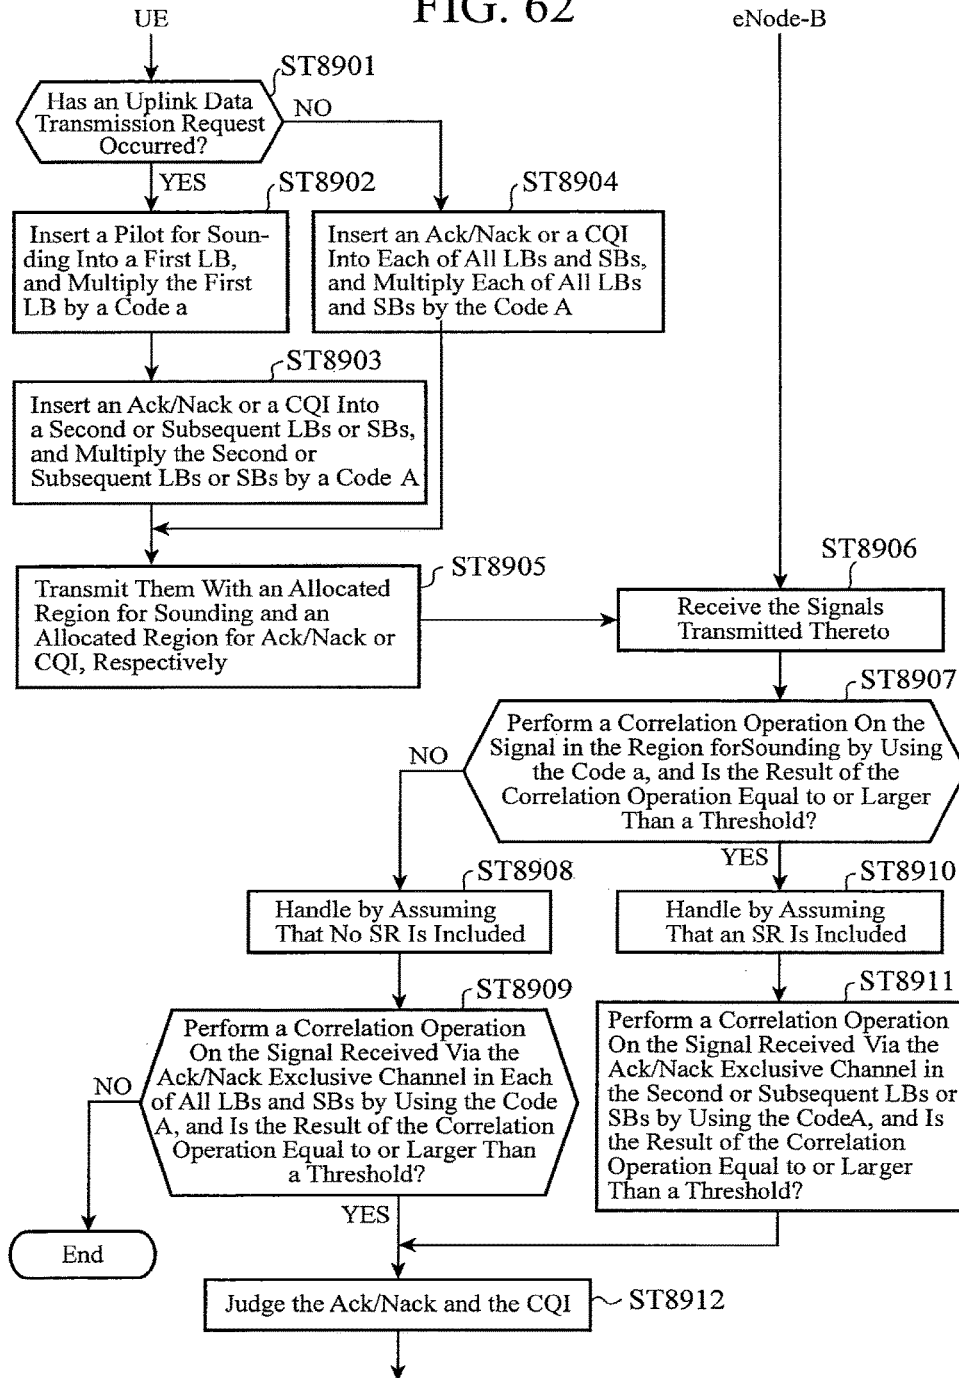 FIG. 62
UE
eNode-B
ST8901
Has an Uplink Data
Transmission Request
Occurred?
NO
YES
ST8902
Insert a Pilot for Soun-
ding Into a First LB,
and Multiply the First
LB by a Code a
ST8904
Insert an Ack/Nack or a CQI
Into Each of All LBs and SBs,
and Multiply Each of All LBs
and SBs by the Code A
ST8903
Insert an Ack/Nack or a CQI Into
a Second or Subsequent LBs or SBs,
and Multiply the Second or
Subsequent LBs or SBs by a Code A
ST8905
Transmit Them With an Allocated
Region for Sounding and an
Allocated Region for Ack/Nack or
CQI, Respectively
ST8906
Receive the Signals
Transmitted Thereto
ST8907
Perform a Correlation Operation On the
Signal in the Region forSounding by Using
the Code a, and Is the Result of the
Correlation Operation Equal to or Larger
Than a Threshold?
NO
YES
ST8908
Handle by Assuming
That No SR Is Included
ST8910
Handle by Assuming
That an SR Is Included
ST8909
Perform a Correlation Operation
On the Signal Received Via the
Ack/Nack Exclusive Channel in Each
of All LBs and SBs by Using the Code
A, and Is the Result of the Correlation
Operation Equal to or Larger Than
a Threshold?
NO
YES
ST8911
Perform a Correlation Operation
On the Signal Received Via the
Ack/Nack Exclusive Channel in
the Second or Subsequent LBs or
SBs by Using the CodeA, and Is
the Result of the Correlation
Operation Equal to or Larger
Than a Threshold?
End
Judge the Ack/Nack and the CQI
ST8912